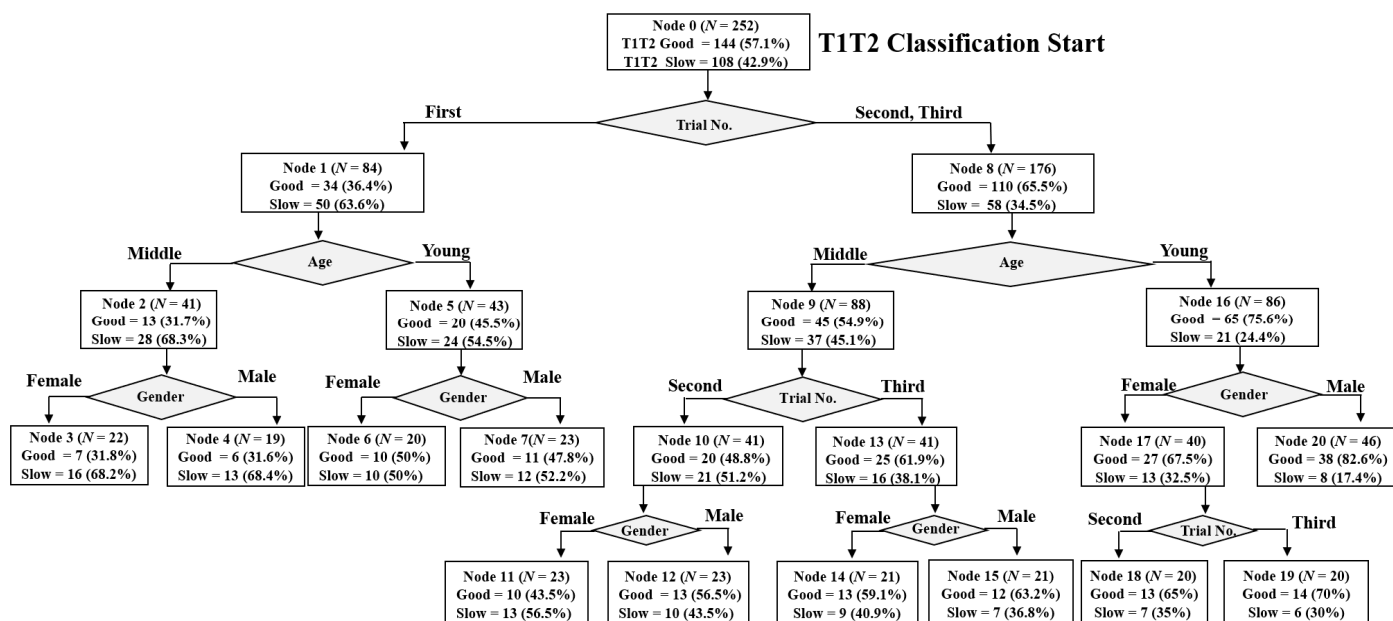 Node 0 (N = 252)
T1T2 Good = 144 (57.1%)
T1T2 Slow = 108 (42.9%)
T1T2 Classification Start
First
Trial No.
Second, Third
Node 1 (N = 84)
Good = 34 (36.4%)
Slow = 50 (63.6%)
Node 8 (N = 176)
Good = 110 (65.5%)
Slow = 58 (34.5%)
Middle
Age
Young
Middle
Age
Young
Node 2 (N = 41)
Good = 13 (31.7%)
Slow = 28 (68.3%)
Node 5 (N = 43)
Good = 20 (45.5%)
Slow = 24 (54.5%)
Node 9 (N = 88)
Good = 45 (54.9%)
Slow = 37 (45.1%)
Node 16 (N = 86)
Good − 65 (75.6%)
Slow = 21 (24.4%)
Female
Gender
Male
Female
Gender
Male
Second
Trial No.
Third
Female
Gender
Male
Node 3 (N = 22)
Good = 7 (31.8%)
Slow = 16 (68.2%)
Node 4 (N = 19)
Good = 6 (31.6%)
Slow = 13 (68.4%)
Node 6 (N = 20)
Good = 10 (50%)
Slow = 10 (50%)
Node 7 (N = 23)
Good = 11 (47.8%)
Slow = 12 (52.2%)
Node 10 (N = 41)
Good = 20 (48.8%)
Slow = 21 (51.2%)
Node 13 (N = 41)
Good = 25 (61.9%)
Slow = 16 (38.1%)
Node 17 (N = 40)
Good = 27 (67.5%)
Slow = 13 (32.5%)
Node 20 (N = 46)
Good = 38 (82.6%)
Slow = 8 (17.4%)
Female
Gender
Male
Female
Gender
Male
Second
Trial No.
Third
Node 11 (N = 23)
Good = 10 (43.5%)
Slow = 13 (56.5%)
Node 12 (N = 23)
Good = 13 (56.5%)
Slow = 10 (43.5%)
Node 14 (N = 21)
Good = 13 (59.1%)
Slow = 9 (40.9%)
Node 15 (N = 21)
Good = 12 (63.2%)
Slow = 7 (36.8%)
Node 18 (N = 20)
Good = 13 (65%)
Slow = 7 (35%)
Node 19 (N = 20)
Good = 14 (70%)
Slow = 6 (30%)